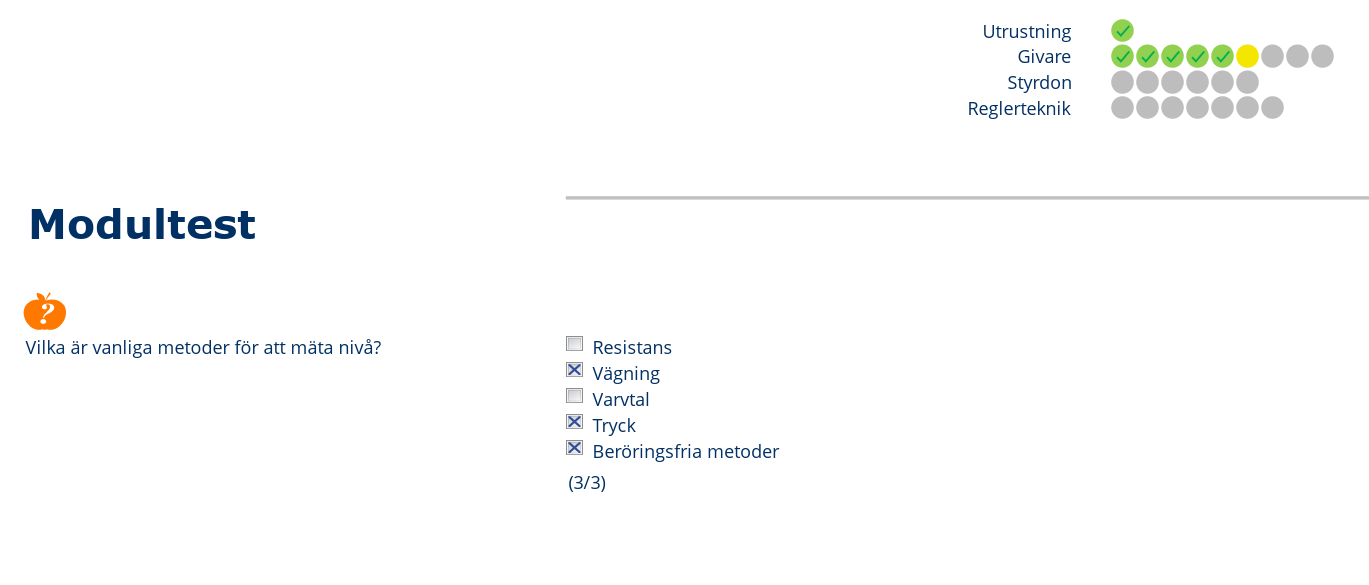 Utrustning
Givare
Styrdon
Reglerteknik
Modultest
?
Vilka är vanliga metoder för att mäta nivå?
Resistans
Vägning
Varvtal
Tryck
Beröringsfria metoder
(3/3)